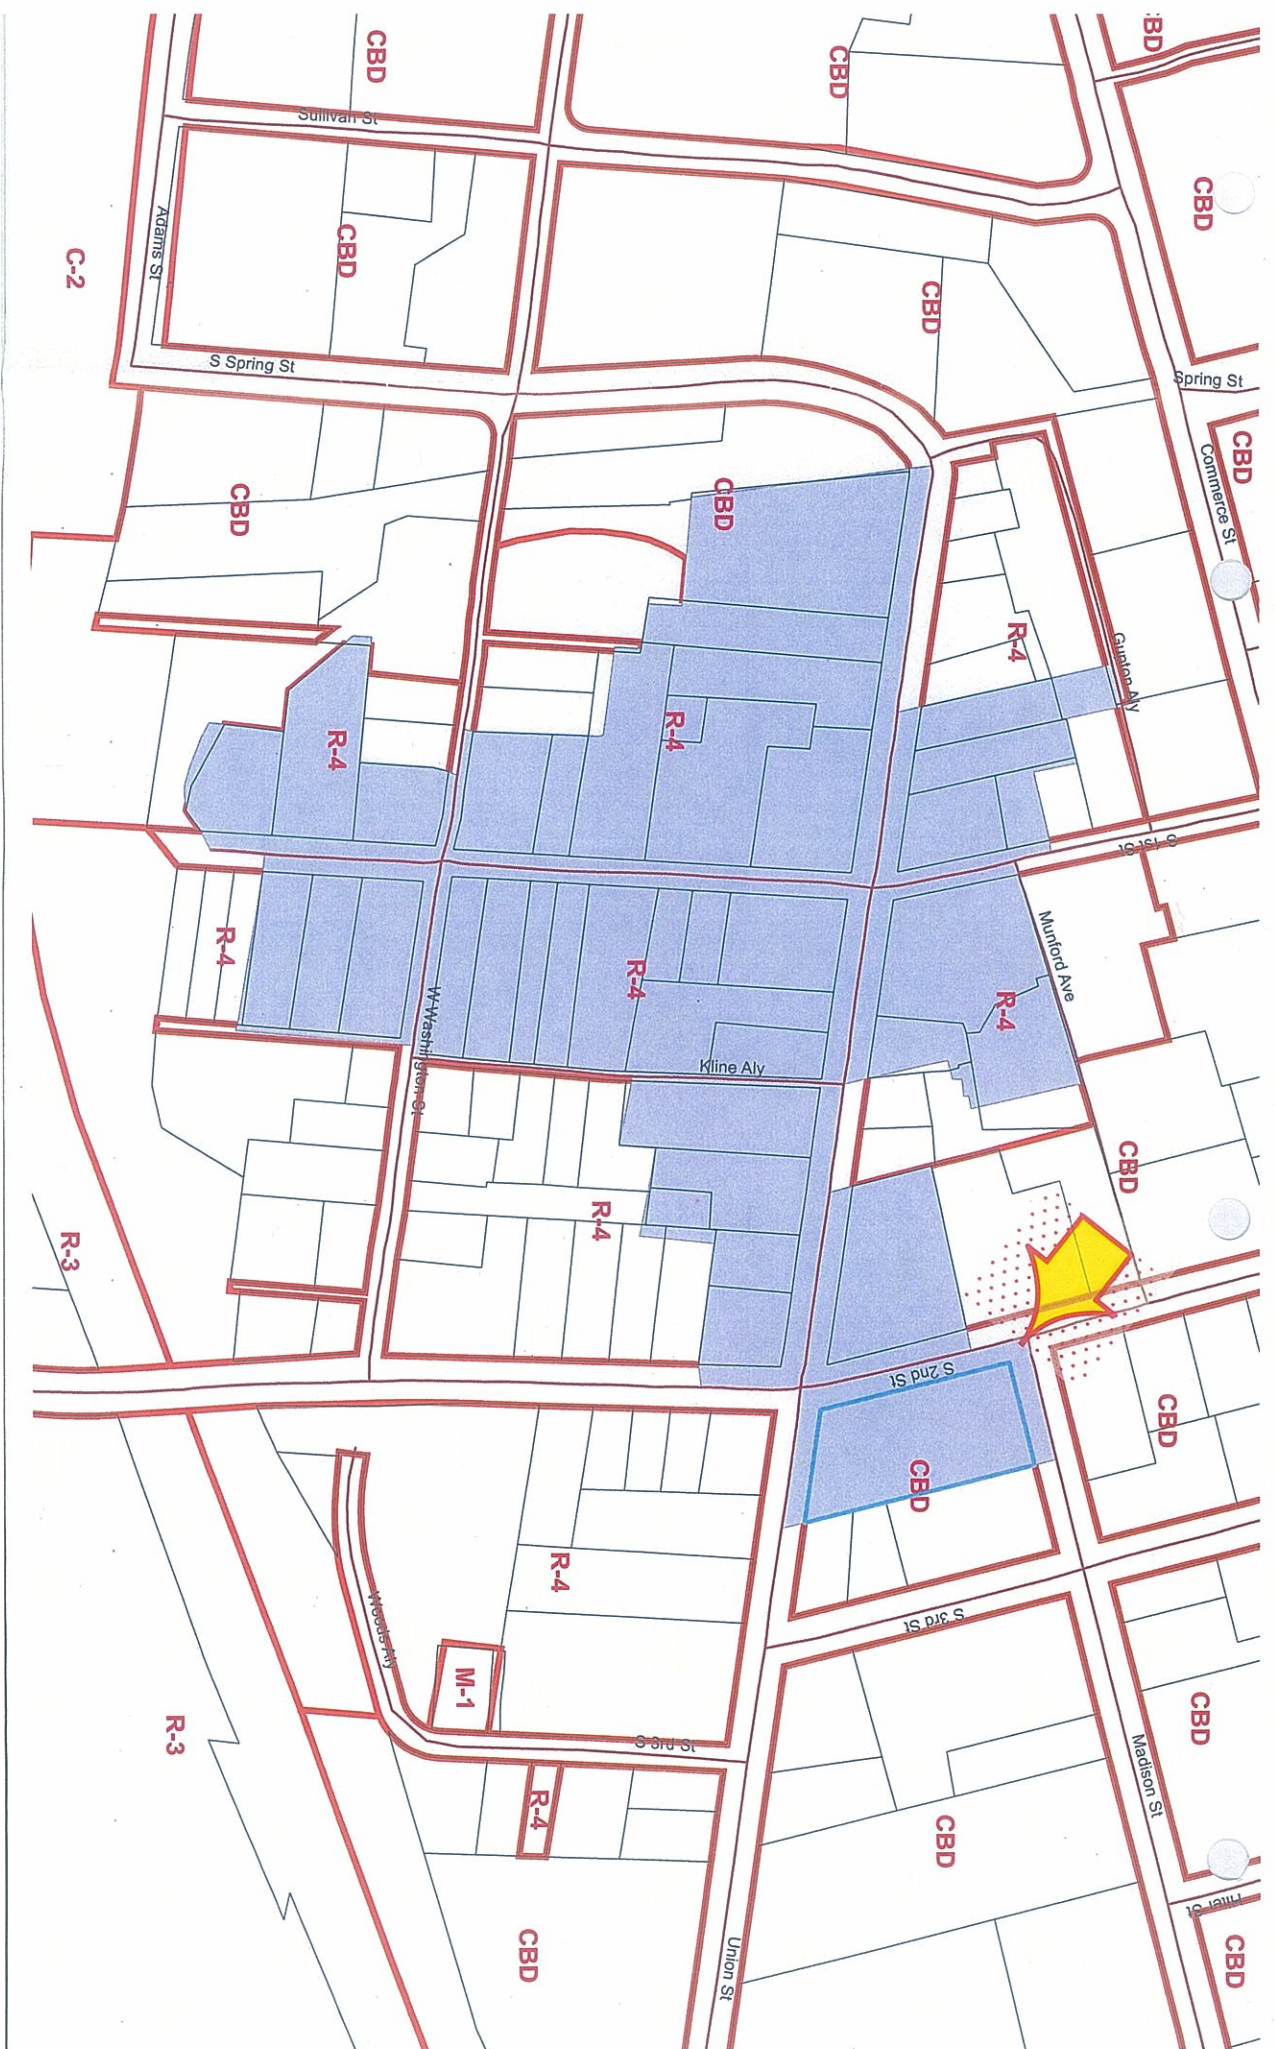 CBD
CBD
CBD
Sullivan St
CBD
Adams St
CBD
C-2
CBD
S Spring St
Spring St
CBD
Commerce St
CBD
CBD
R-4
Gunton Aly
R-4
R-4
S 1st St
Munford Ave
R-4
R-4
R-4
W Washington St
Kline Aly
CBD
R-4
R-3
S 2nd St
CBD
CBD
R-4
Woods Aly
S 3rd St
M-1
R-3
S 3rd St
CBD
Madison St
R-4
CBD
Hiter St
CBD
CBD
Union St